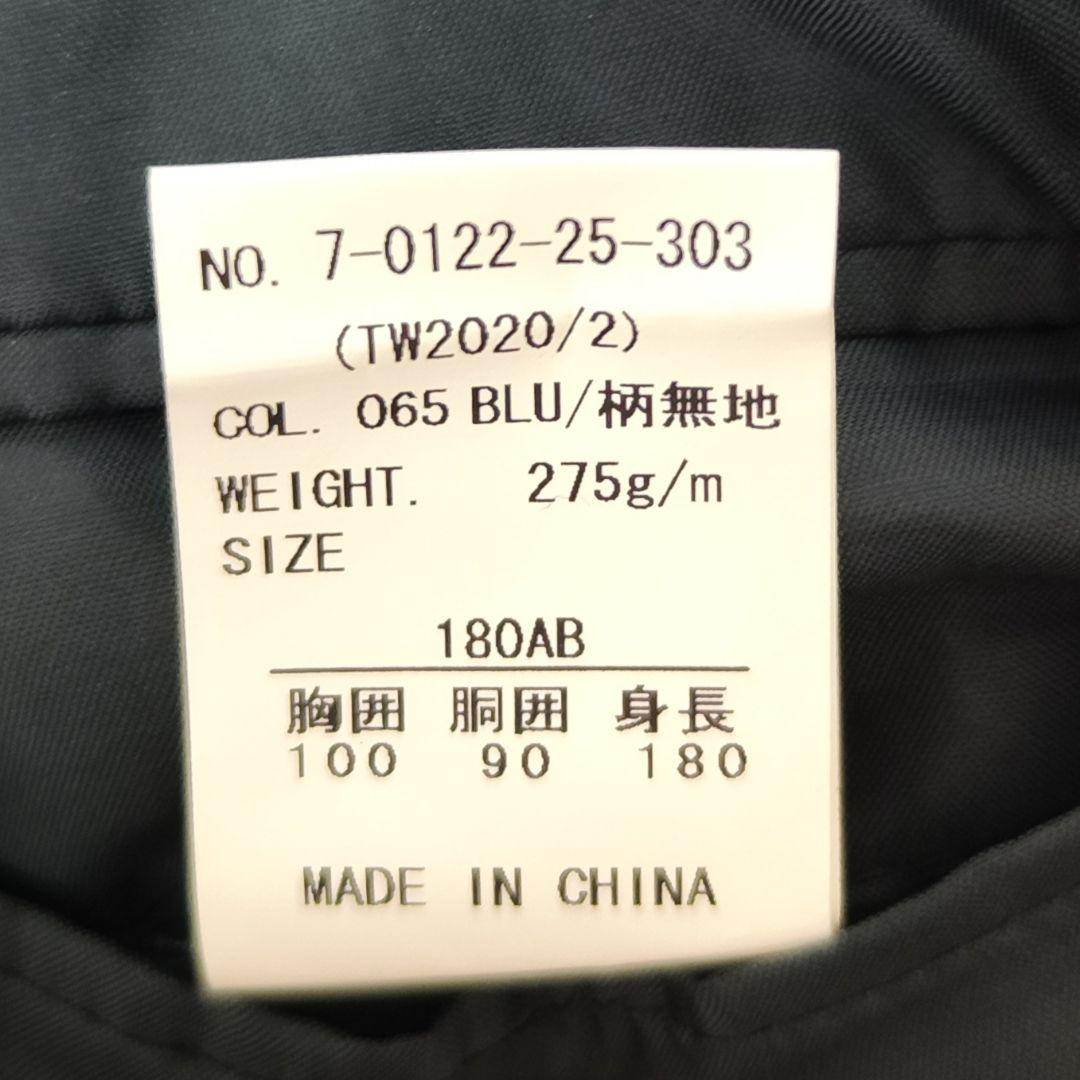 NO. 7-0122-25-303
(TW2020/2)
COL. 065 BLU/柄無地
WEIGHT. 275g/m
SIZE
180AB
胸囲 胴囲 身長
100 90 180
MADE IN CHINA